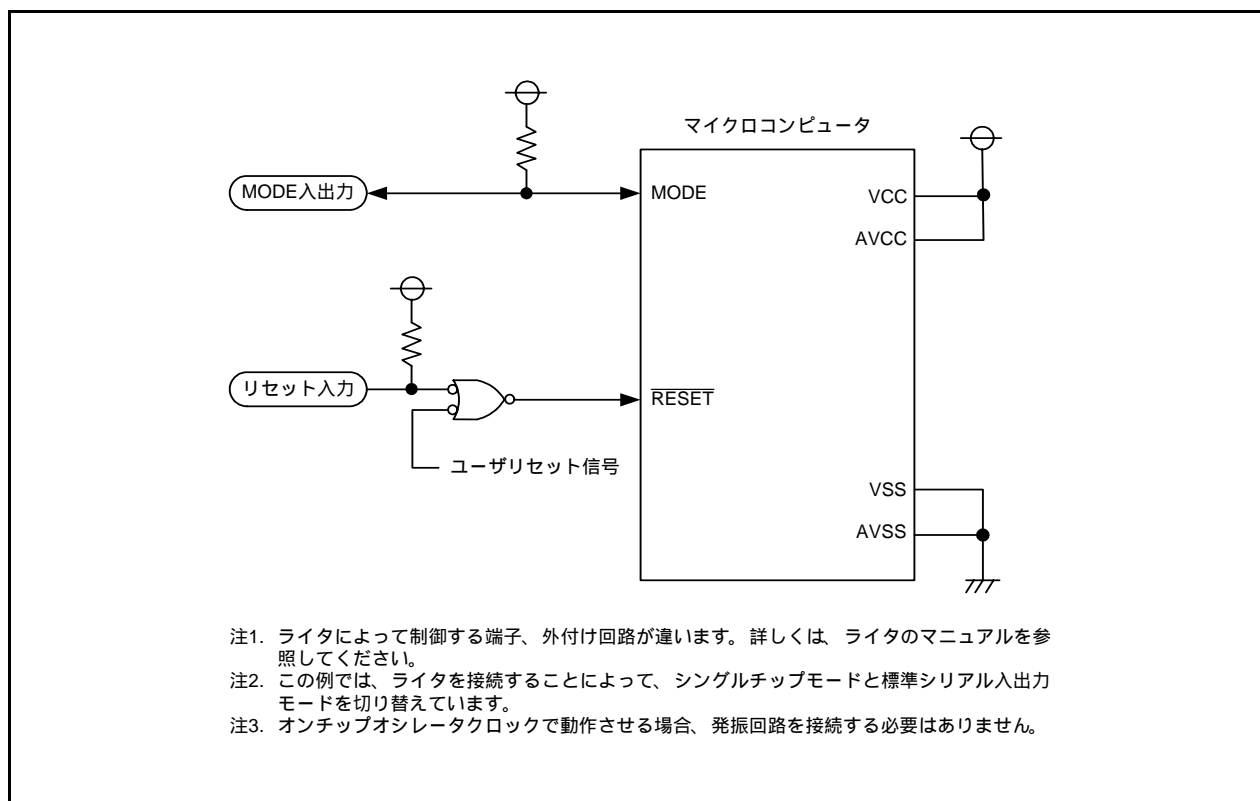 マイクロコンピュータ
MODE入出力
MODE
VCC
AVCC
リセット入力
RESET
ユーザリセット信号
VSS
AVSS
注1. ライタによって制御する端子、外付け回路が違います。詳しくは、ライタのマニュアルを参
照してください。
注2. この例では、ライタを接続することによって、シングルチップモードと標準シリアル入出力
モードを切り替えています。
注3. オンチップオシレータクロックで動作させる場合、発振回路を接続する必要はありません。